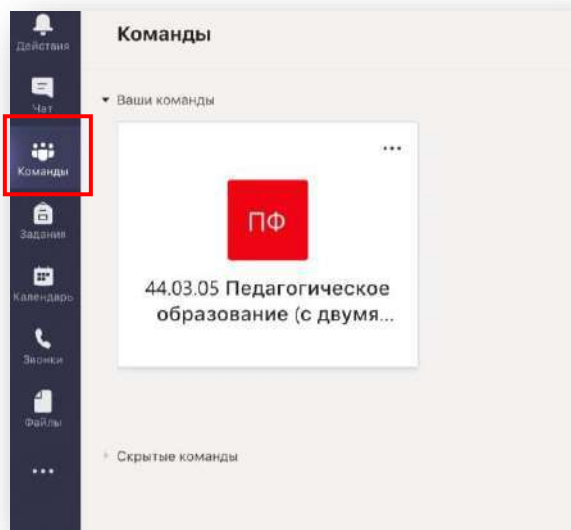 Действия
Чат
Команды
Задания
Календарь
Звонки
Файлы
...
Команды
Ваши команды
...
ПФ
44.03.05 Педагогическое
образование (с двумя...
Скрытые команды